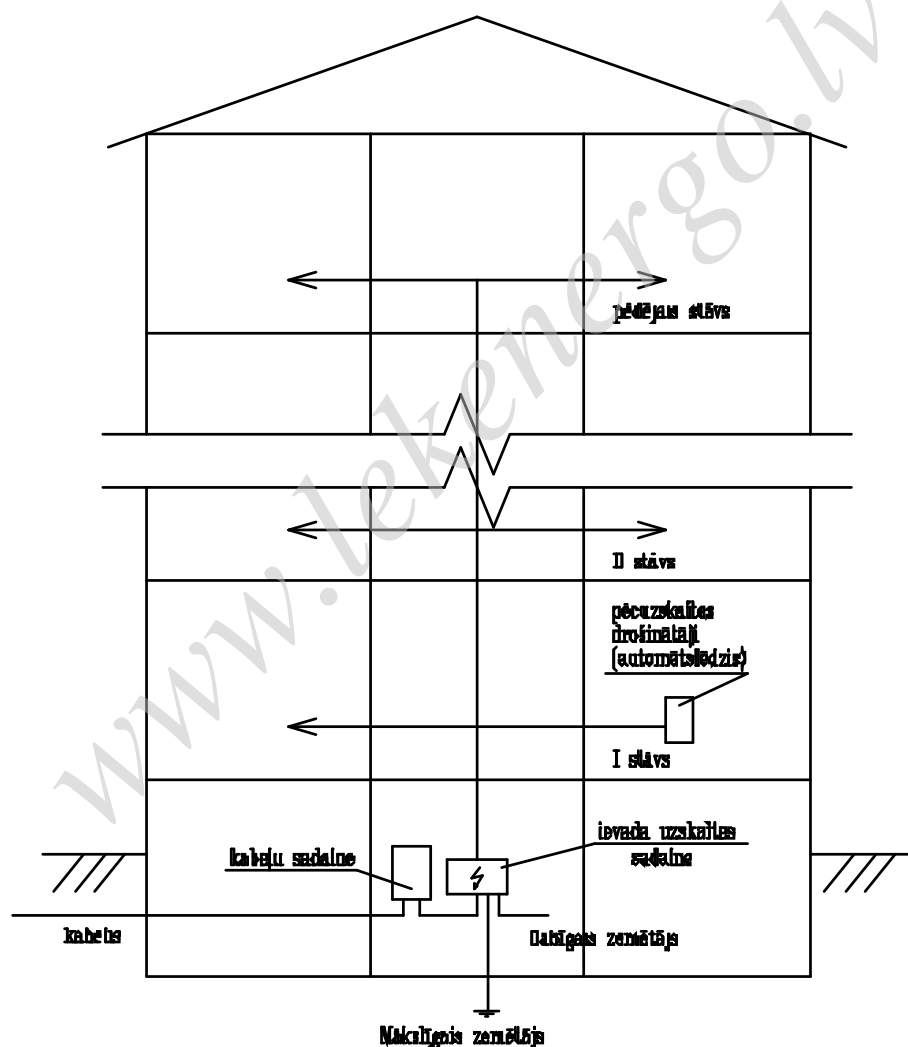 www.lekenergo.lv
pēdējais stāvs
II stāvs
pēcuzskaites
drošinātāji
(automātslēdzis)
I stāvs
ievada uzskaites
sadalne
kabeļu sadalne
kabelis
Dabīgais zemētājs
Mākslīgais zemētājs